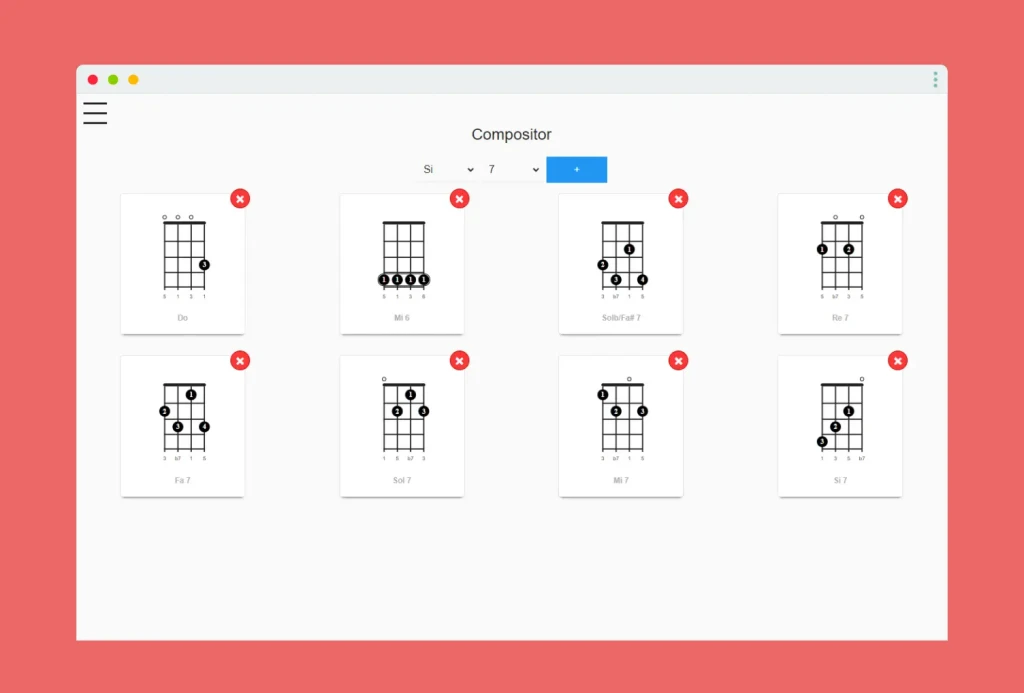 Compositor
Si 7 +
3
5 1 3 1
Do
1 1 1 1
5 1 3 6
Mi 6
1
2
3 4
3 b7 1 5
Solb/Fa# 7
1 2
5 b7 3 5
Re 7
1
2
3 4
3 b7 1 5
Fa 7
1
2 3
1 5 b7 3
Sol 7
1
2 3
3 b7 1 5
Mi 7
1
2
3
1 3 5 b7
Si 7